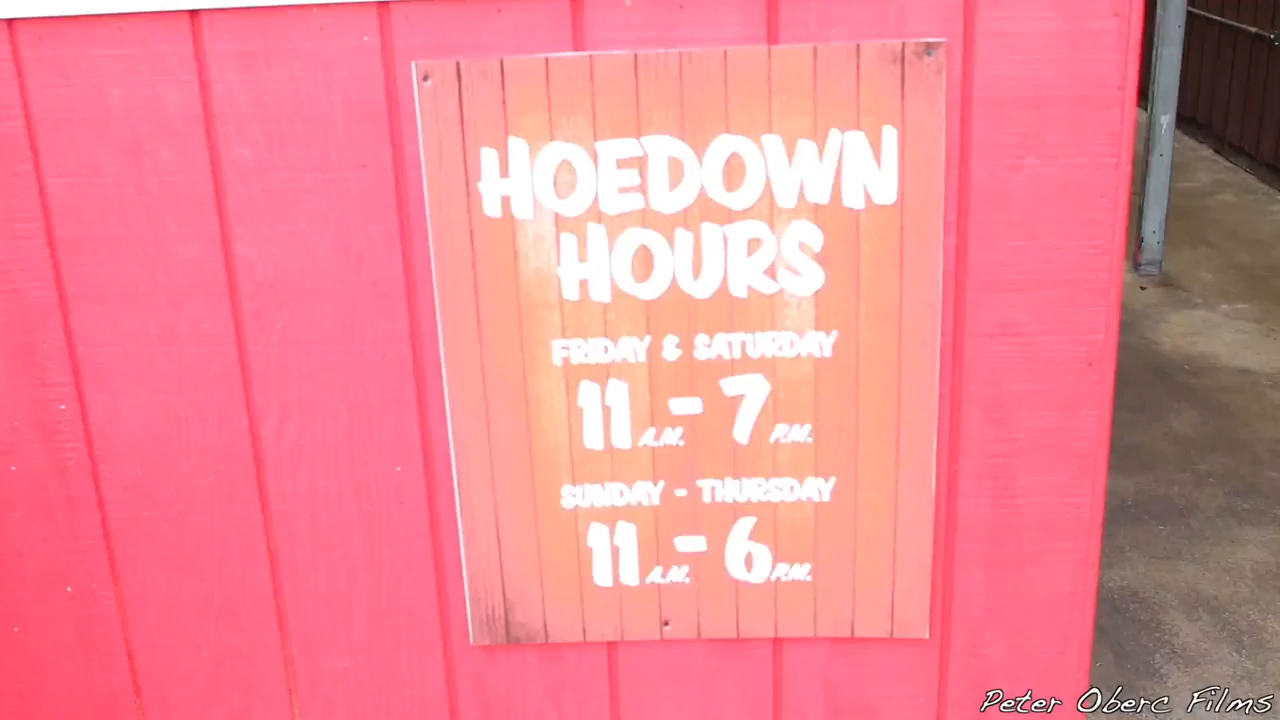 HOEDOWN
HOURS
FRIDAY & SATURDAY
11 A.M. - 7 P.M.
SUNDAY - THURSDAY
11 A.M. - 6 P.M.
Peter Oberc Films